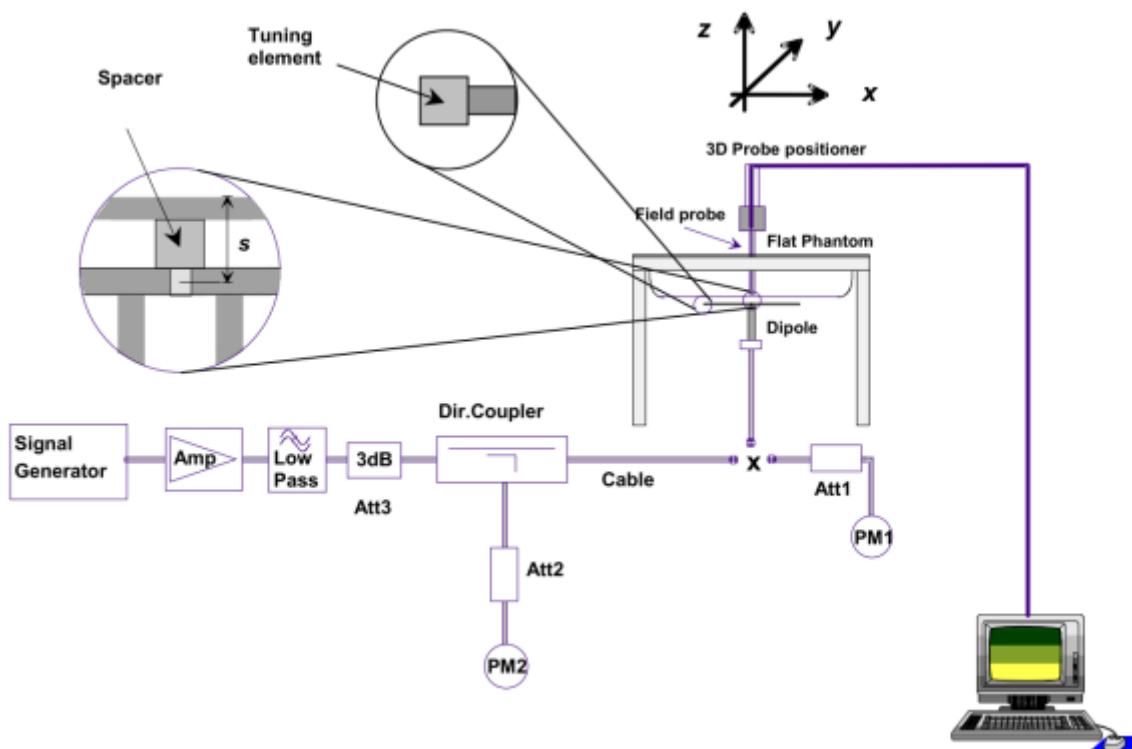 Tuning
element
z
y
x
Spacer
3D Probe positioner
s
Field probe
Flat Phantom
Dipole
Dir.Coupler
Signal
Generator
Amp
Low
Pass
3dB
Att3
Cable
x
Att1
PM1
Att2
PM2